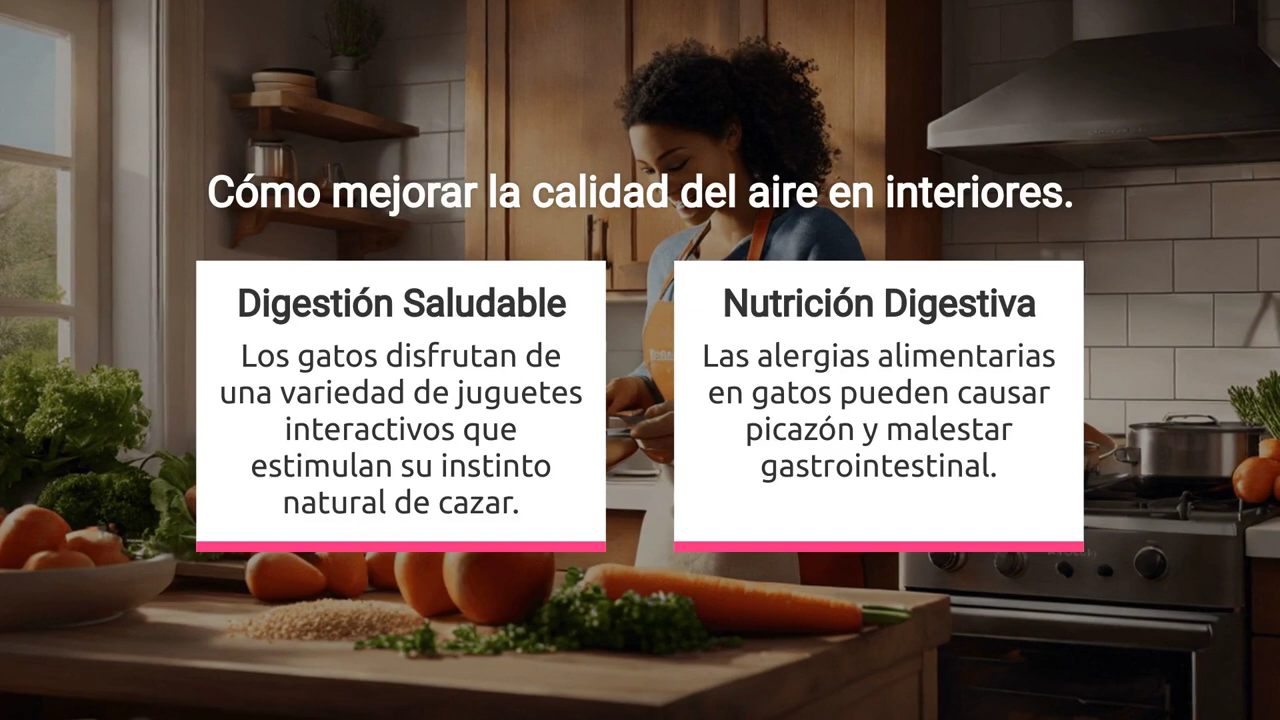 Cómo mejorar la calidad del aire en interiores.
Digestión Saludable
Los gatos disfrutan de
una variedad de juguetes
interactivos que
estimulan su instinto
natural de cazar.
Nutrición Digestiva
Las alergias alimentarias
en gatos pueden causar
picazón y malestar
gastrointestinal.